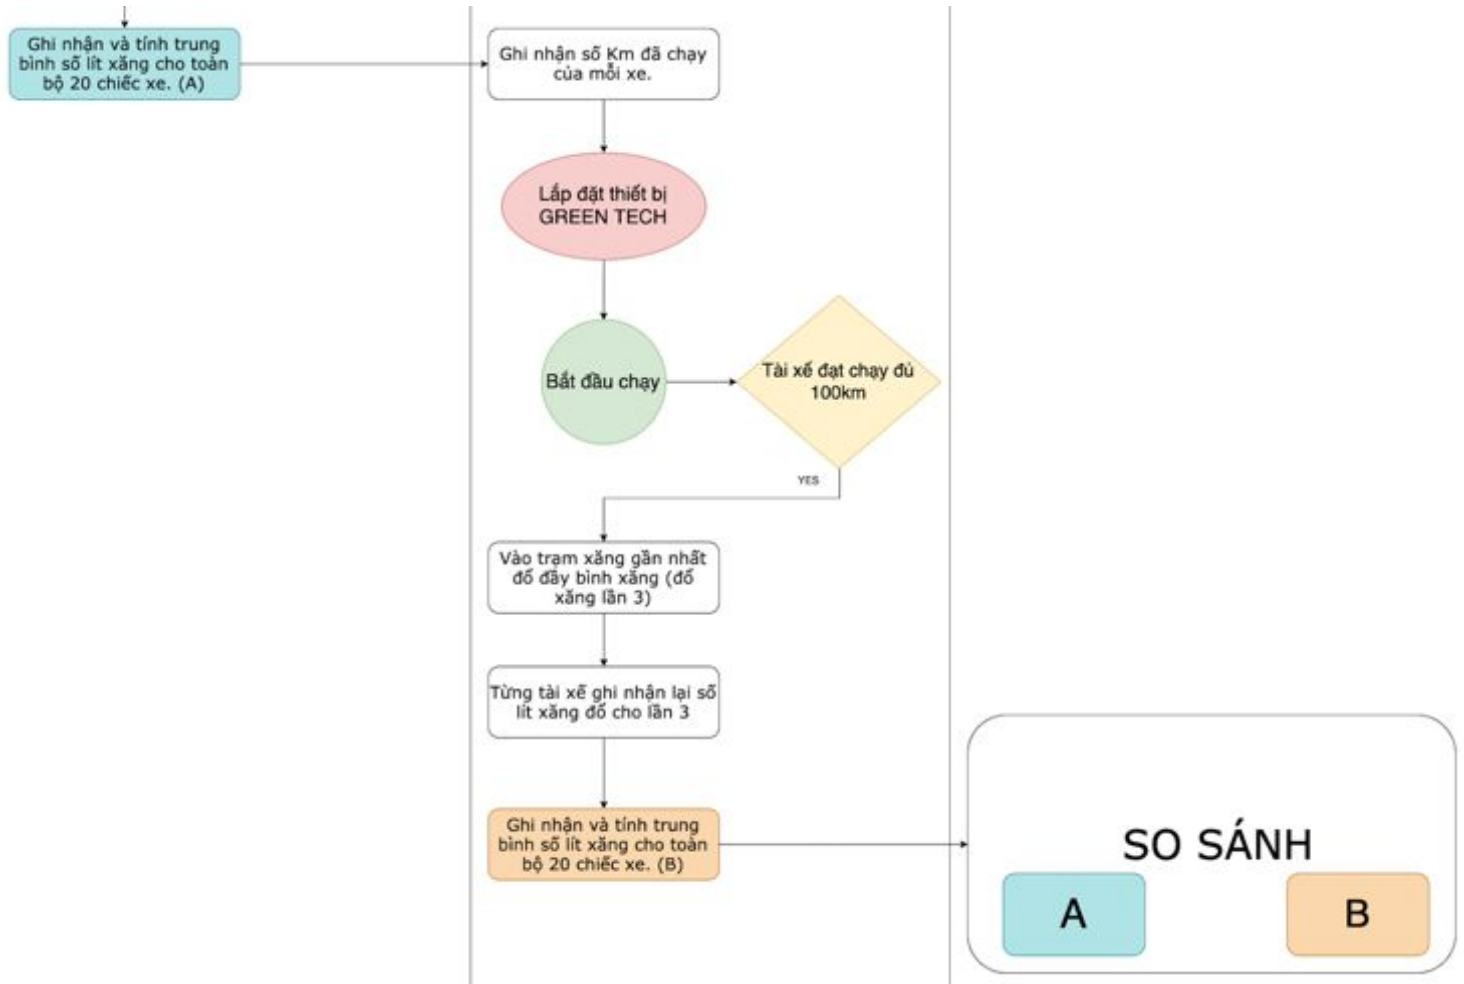 Ghi nhận và tính trung
bình số lít xăng cho toàn
bộ 20 chiếc xe. (A)
Ghi nhận số Km đã chạy
của mỗi xe.
Lắp đặt thiết bị
GREEN TECH
Bắt đầu chạy
Tài xế đạt chạy đủ
100km
YES
Vào trạm xăng gần nhất
đổ đầy bình xăng (đổ
xăng lần 3)
Từng tài xế ghi nhận lại số
lít xăng đổ cho lần 3
Ghi nhận và tính trung
bình số lít xăng cho toàn
bộ 20 chiếc xe. (B)
SO SÁNH
A
B